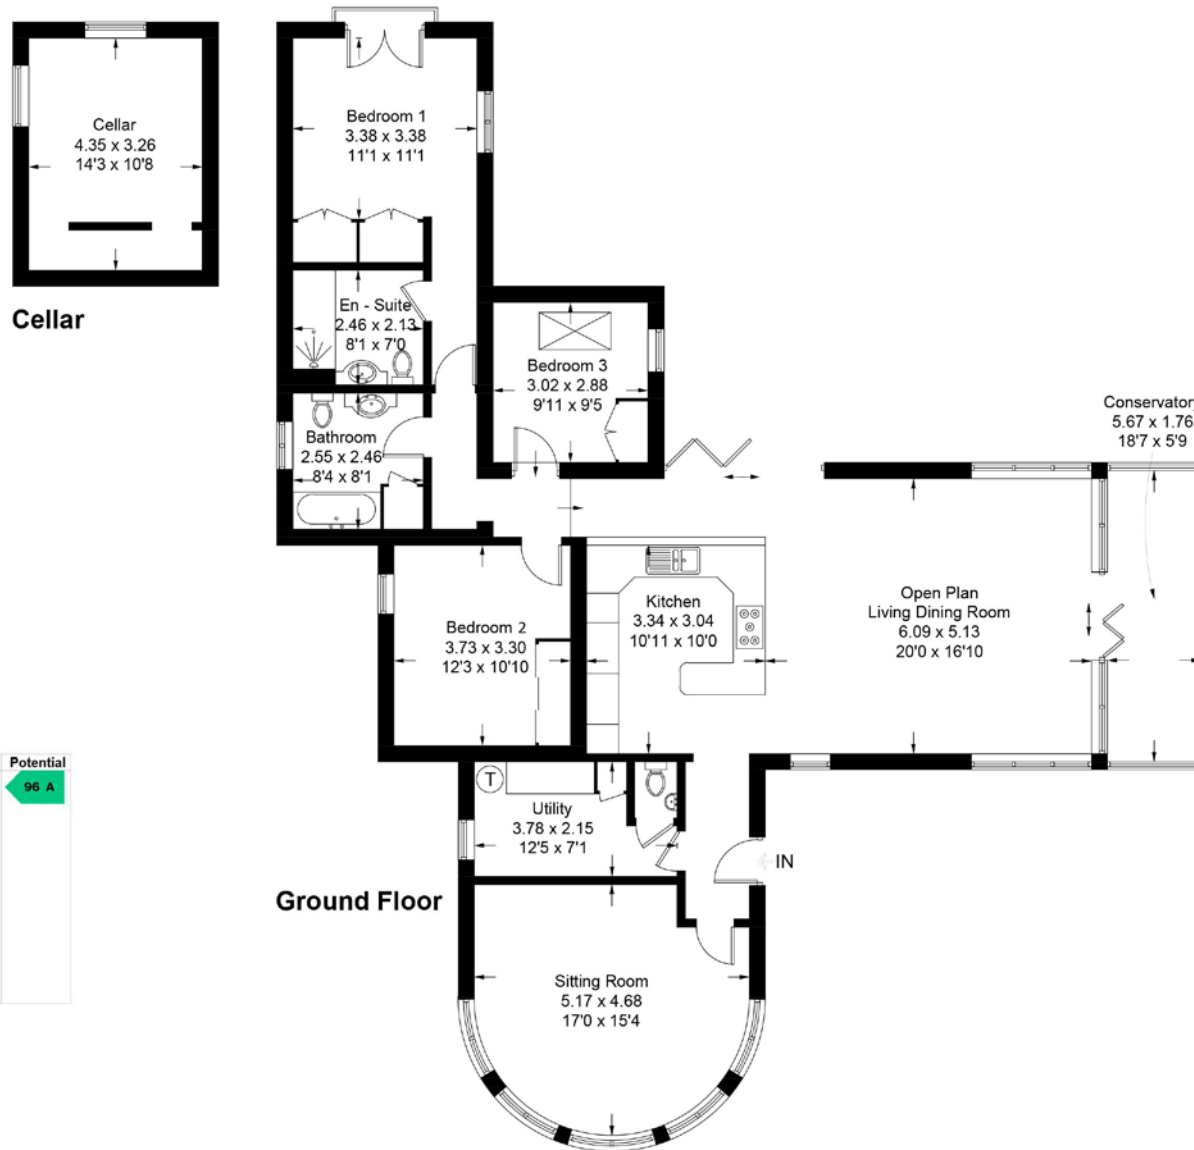 Cellar
4.35 x 3.26
14'3 x 10'8
Cellar
Bedroom 1
3.38 x 3.38
11'1 x 11'1
En - Suite
2.46 x 2.13
8'1 x 7'0
Bedroom 3
3.02 x 2.88
9'11 x 9'5
Bathroom
2.55 x 2.46
8'4 x 8'1
Conservatory
5.67 x 1.76
18'7 x 5'9
Bedroom 2
3.73 x 3.30
12'3 x 10'10
Kitchen
3.34 x 3.04
10'11 x 10'0
Open Plan
Living Dining Room
6.09 x 5.13
20'0 x 16'10
Potential
96 A
T
Utility
3.78 x 2.15
12'5 x 7'1
IN
Ground Floor
Sitting Room
5.17 x 4.68
17'0 x 15'4